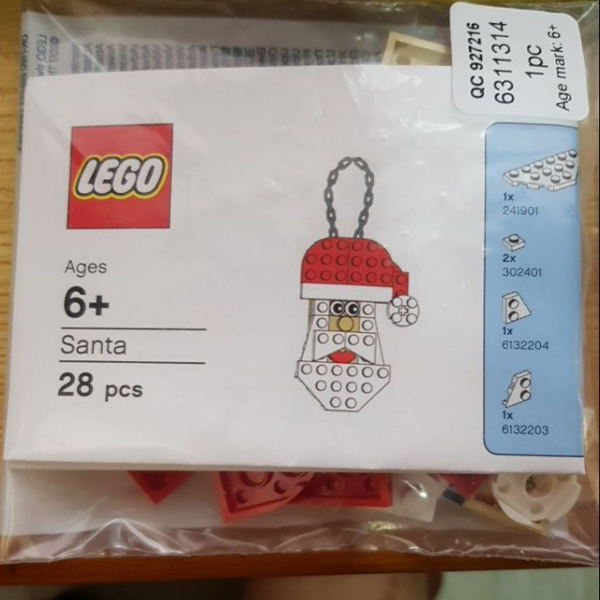 QC 927216
6311314
1pc
Age mark: 6+
LEGO
Ages
6+
Santa
28 pcs
1x
241901
2x
302401
1x
6132204
1x
6132203